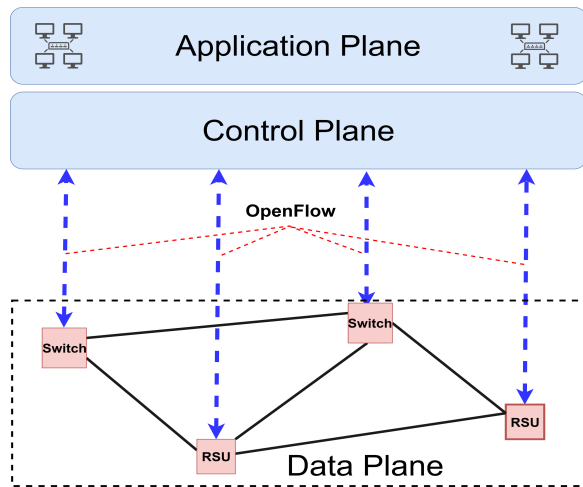 Application Plane
Control Plane
OpenFlow
Switch
Switch
RSU
RSU
Data Plane